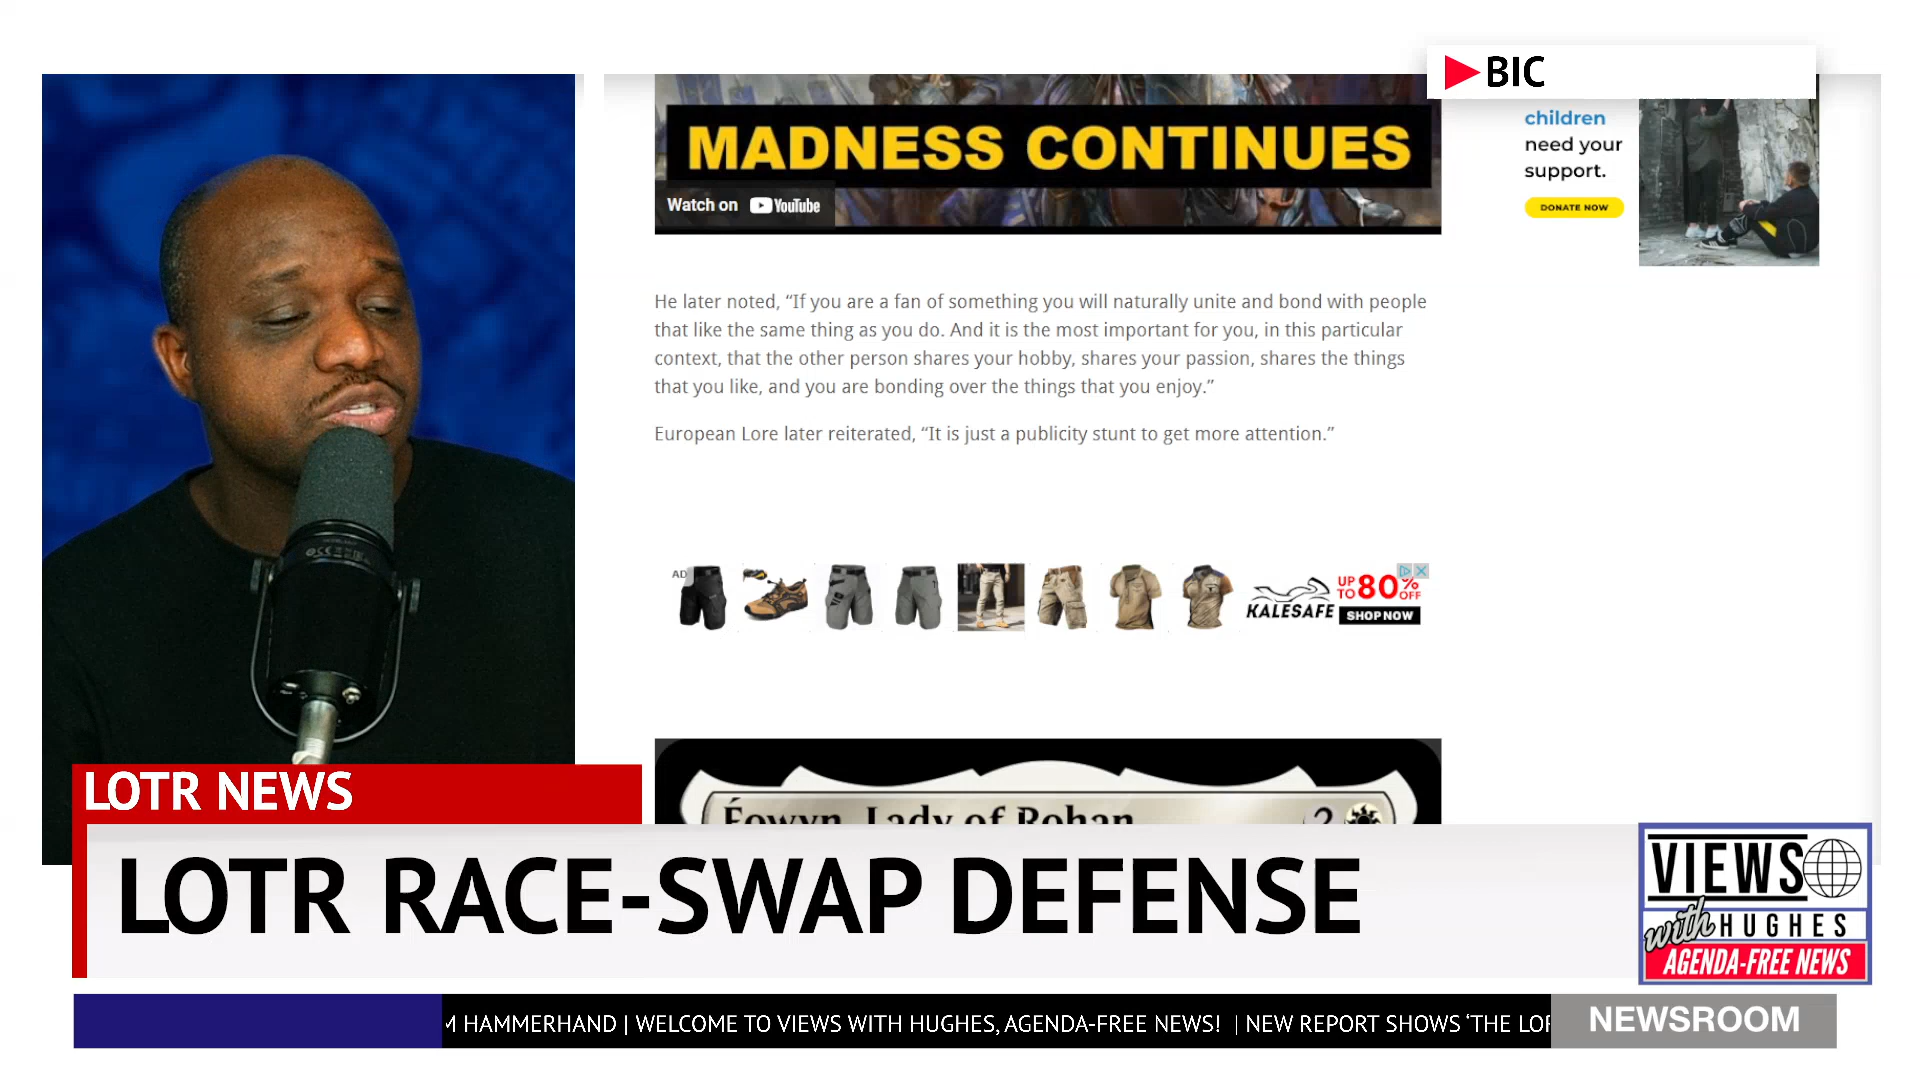 BIC
MADNESS CONTINUES
Watch on YouTube
children
need your
support.
DONATE NOW
He later noted, “If you are a fan of something you will naturally unite and bond with people
that like the same thing as you do. And it is the most important for you, in this particular
context, that the other person shares your hobby, shares your passion, shares the things
that you like, and you are bonding over the things that you enjoy.”
European Lore later reiterated, “It is just a publicity stunt to get more attention.”
AD
KALESAFE
UP TO 80% OFF
SHOP NOW
Éowyn, Lady of Rohan 2
LOTR NEWS
LOTR RACE-SWAP DEFENSE
VIEWS
with HUGHES
AGENDA-FREE NEWS
M HAMMERHAND | WELCOME TO VIEWS WITH HUGHES, AGENDA-FREE NEWS! | NEW REPORT SHOWS ‘THE LOR
NEWSROOM